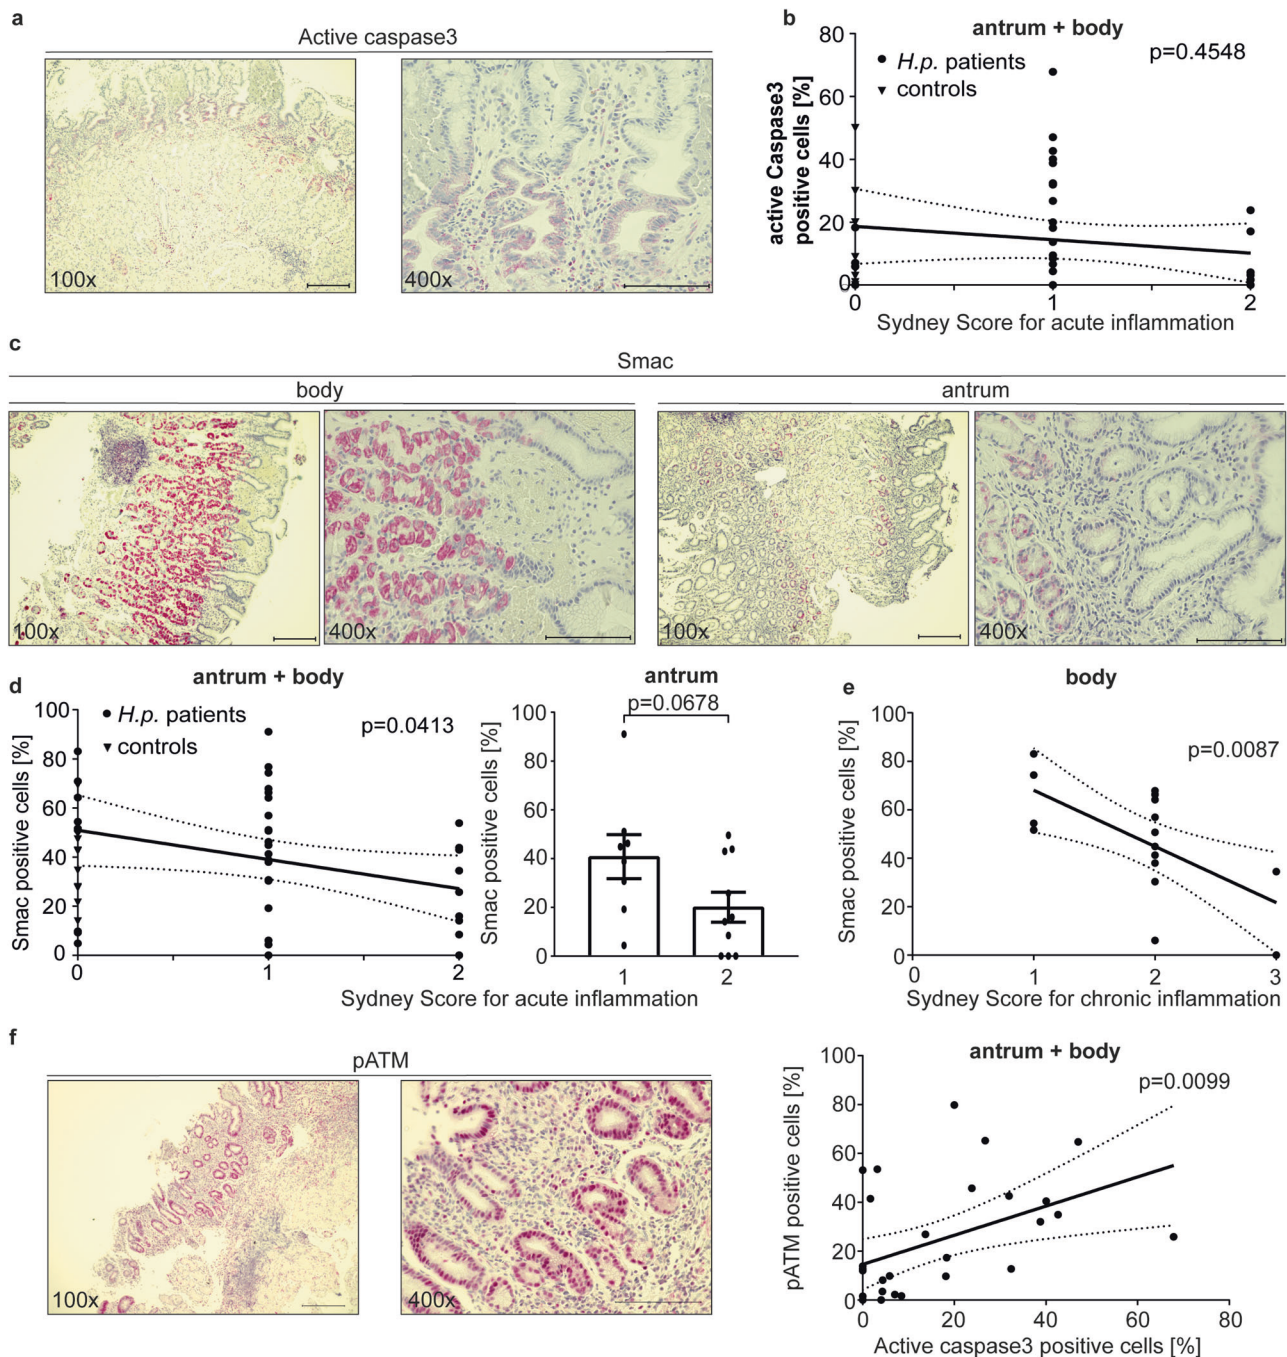 a
Active caspase3
100x
400x
b
antrum + body
80
60
40
20
0
H.p. patients
controls
p=0.4548
active Caspase3
positive cells [%]
0
1
2
Sydney Score for acute inflammation
c
Smac
body
antrum
100x
400x
100x
400x
d
antrum + body
100
80
60
40
20
0
H.p. patients
controls
p=0.0413
Smac positive cells [%]
0
1
2
antrum
p=0.0678
100
80
60
40
20
0
Smac positive cells [%]
1
2
Sydney Score for acute inflammation
e
body
100
80
60
40
20
0
p=0.0087
Smac positive cells [%]
0
1
2
3
Sydney Score for chronic inflammation
f
pATM
100x
400x
antrum + body
p=0.0099
100
80
60
40
20
0
pATM positive cells [%]
0
20
40
60
80
Active caspase3 positive cells [%]